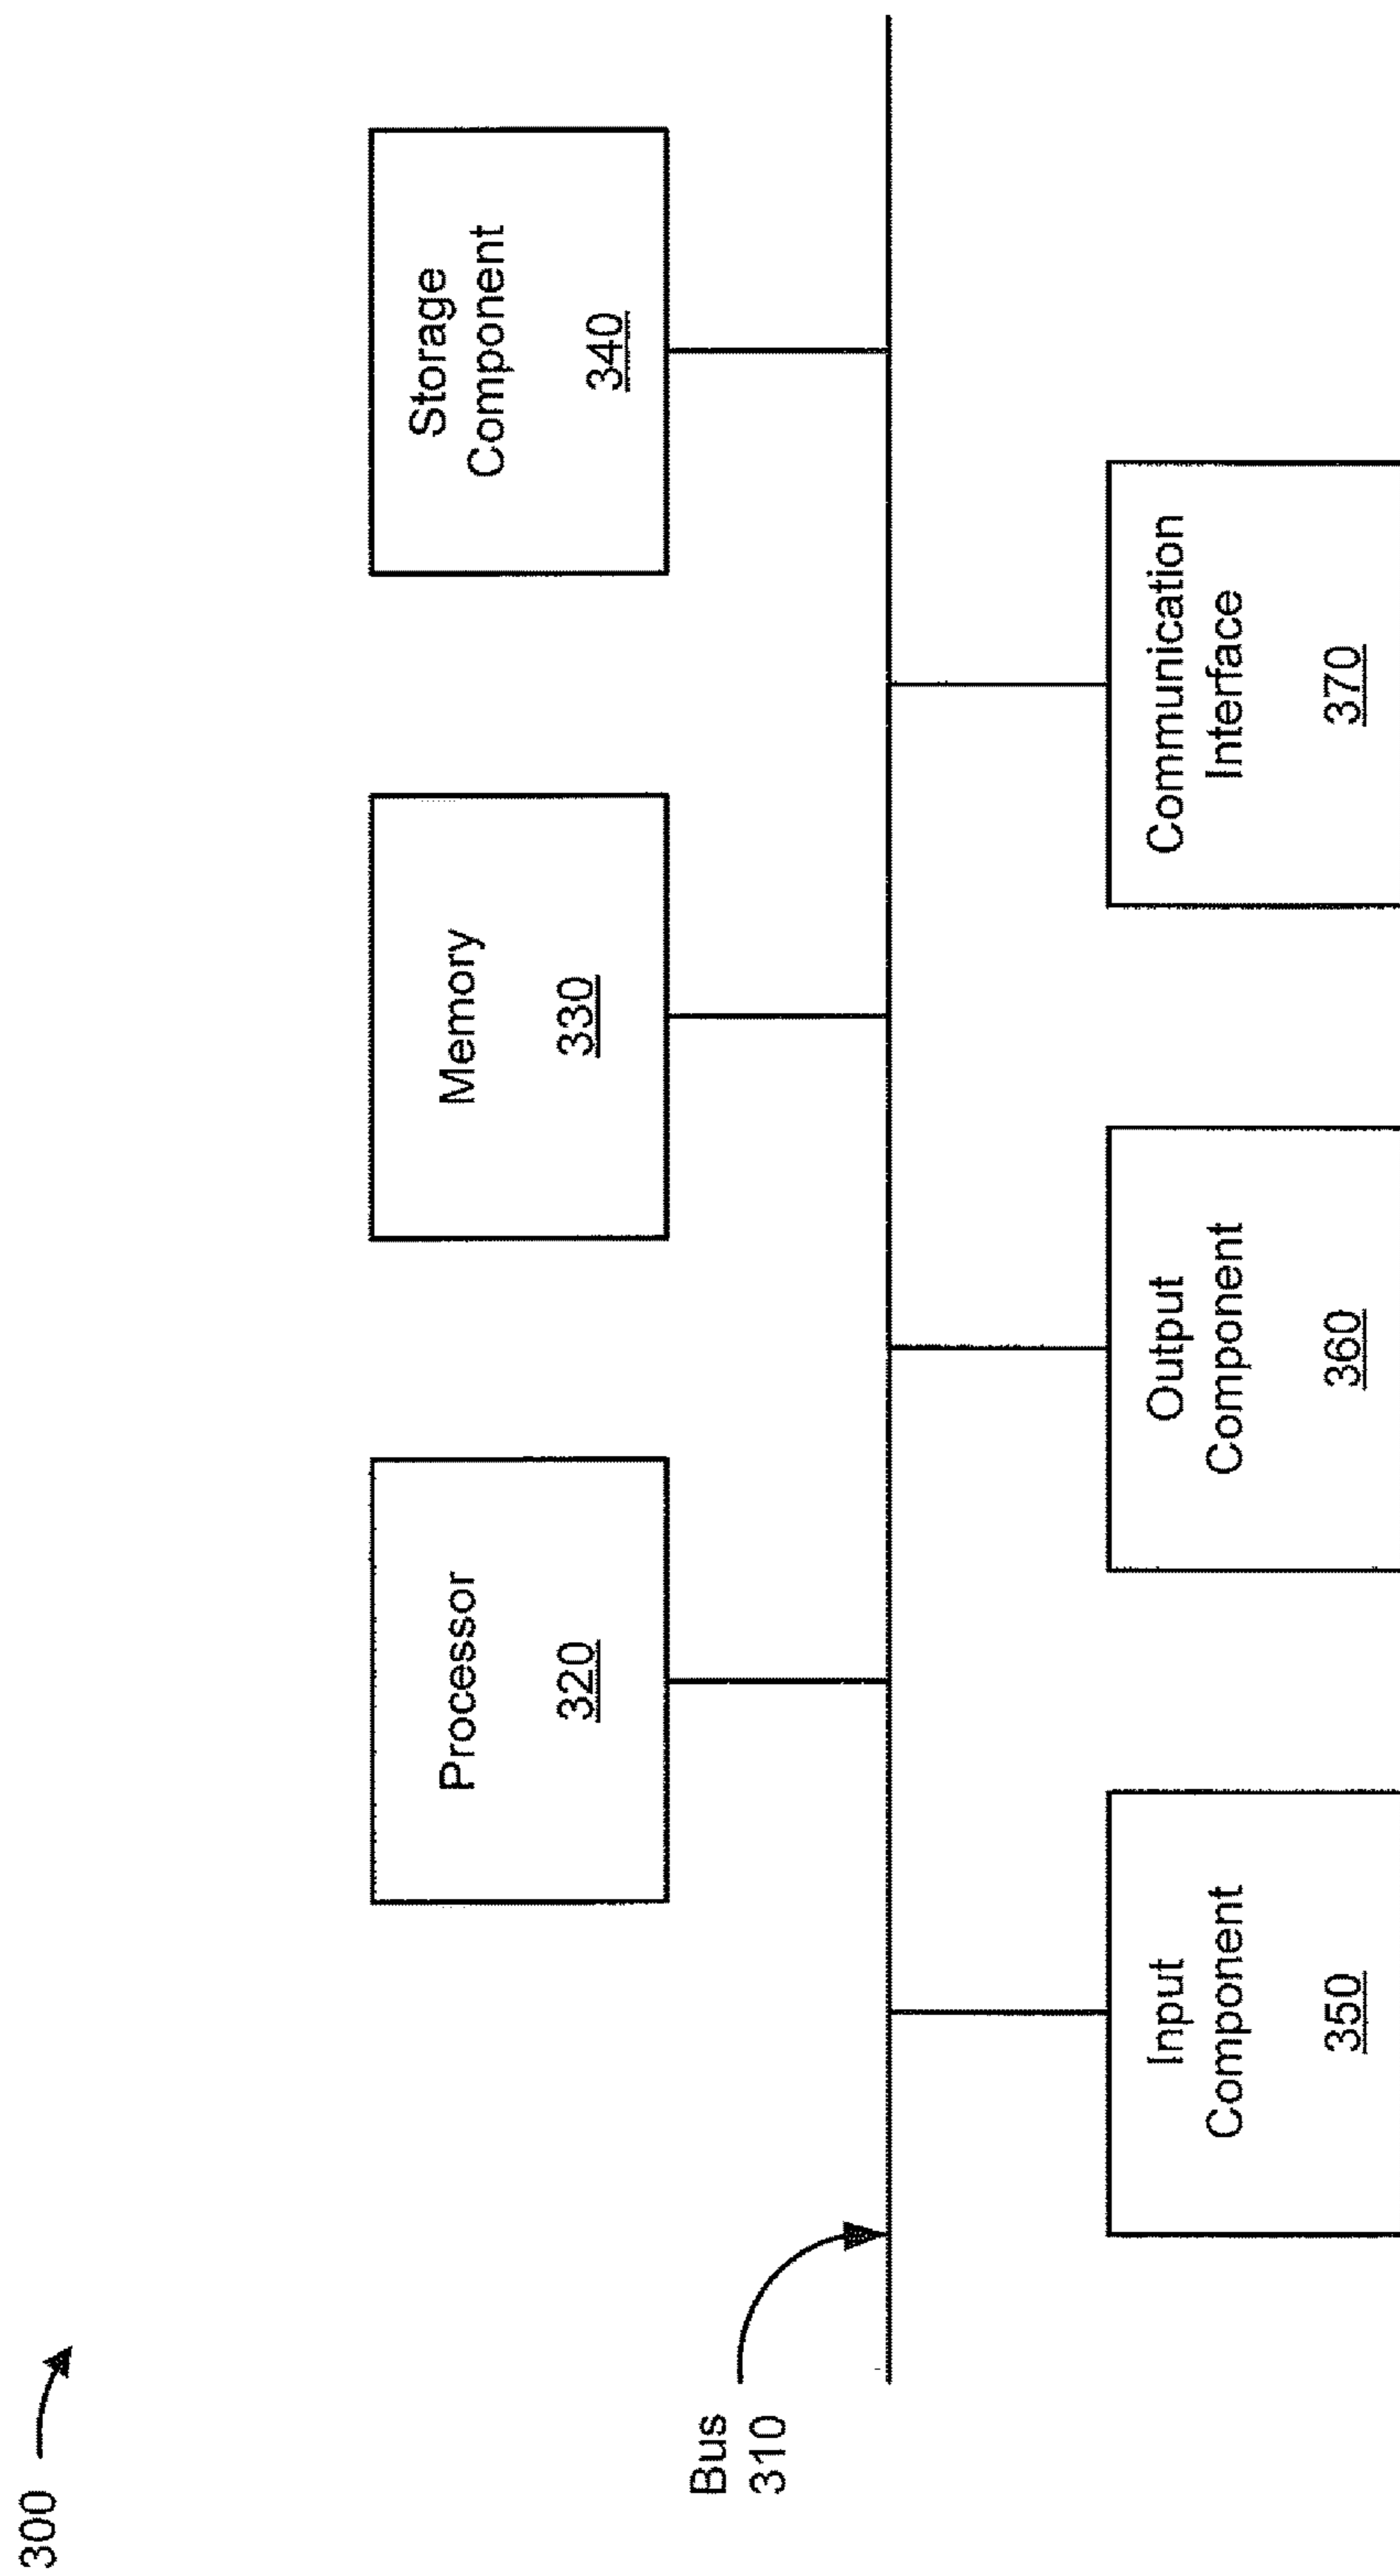 300
Bus
310
Processor
320
Memory
330
Storage
Component
340
Input
Component
350
Output
Component
360
Communication
Interface
370